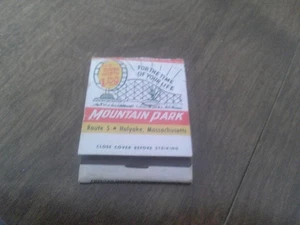 FOR THE TIME
OF YOUR LIFE
MOUNTAIN PARK
Route 5 • Holyoke, Massachusetts
CLOSE COVER BEFORE STRIKING